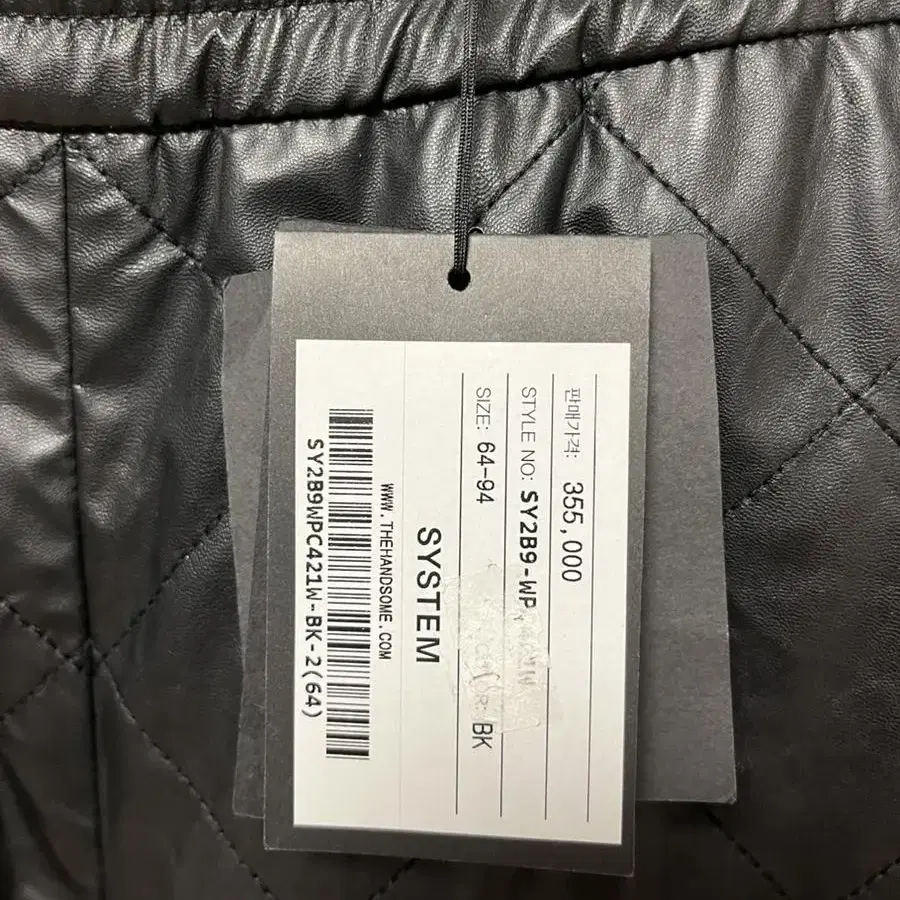 판매가격: 355,000
STYLE NO: SY2B9-WP
SIZE: 64-94
BK
SYSTEM
WWW.THEHANDSOME.COM
SY2B9WPC421W-BK-2(64)